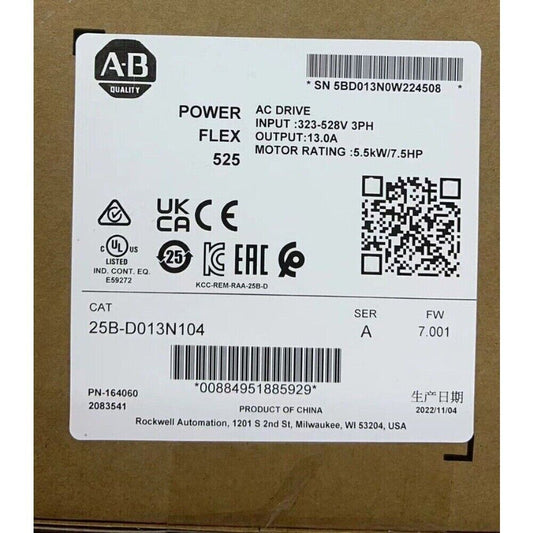 A-B
QUALITY
* SN 5BD013N0W224508 *
POWER
FLEX
525
AC DRIVE
INPUT :323-528V 3PH
OUTPUT:13.0A
MOTOR RATING :5.5kW/7.5HP
UK
CA CE
C UL US
LISTED
IND. CONT. EQ.
E59272
25
EAC
KCC-REM-RAA-25B-D
CAT
25B-D013N104
SER
A
FW
7.001
*00884951885929*
PN-164060
2083541
生产日期
2022/11/04
PRODUCT OF CHINA
Rockwell Automation, 1201 S 2nd St, Milwaukee, WI 53204, USA